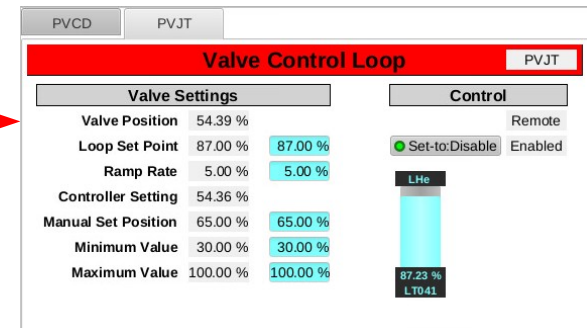 PVCD PVJT
Valve Control Loop PVJT
Valve Settings Control
Valve Position 54.39 % Remote
Loop Set Point 87.00 % 87.00 % Set-to:Disable Enabled
Ramp Rate 5.00 % 5.00 %
LHe
Controller Setting 54.36 %
Manual Set Position 65.00 % 65.00 %
Minimum Value 30.00 % 30.00 %
Maximum Value 100.00 % 100.00 % 87.23 %
LT041